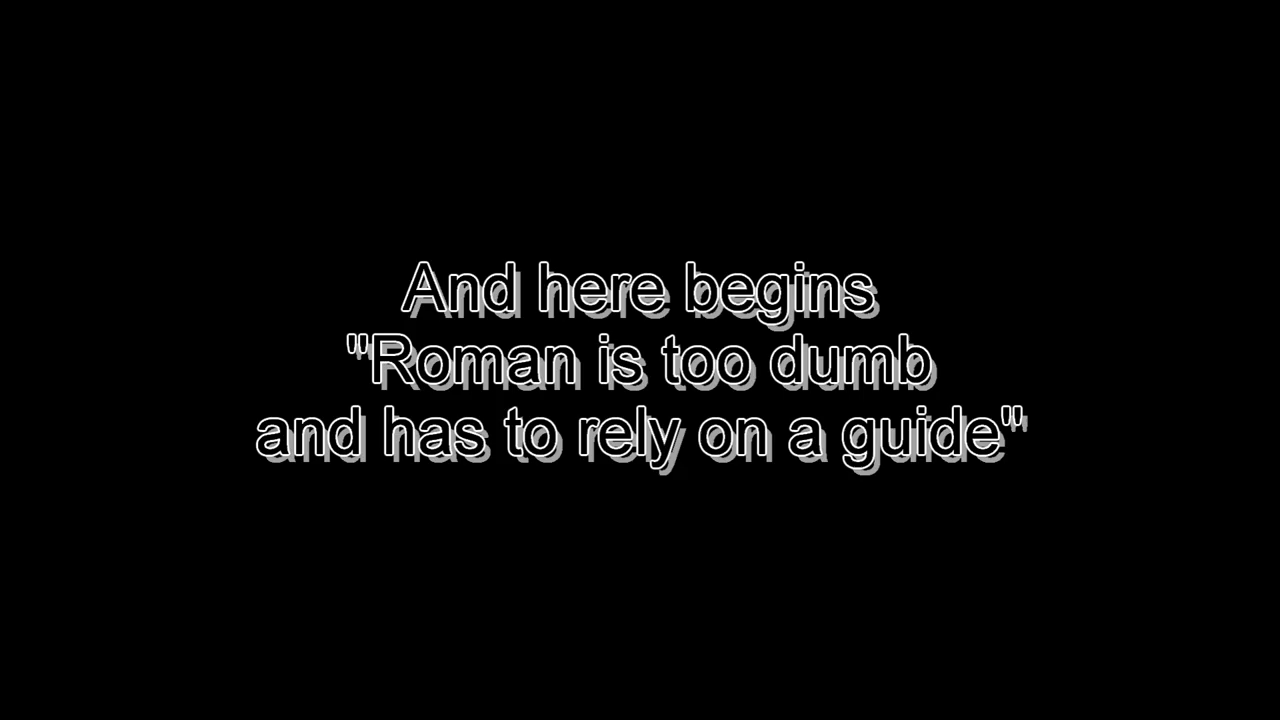 And here begins
"Roman is too dumb
and has to rely on a guide"